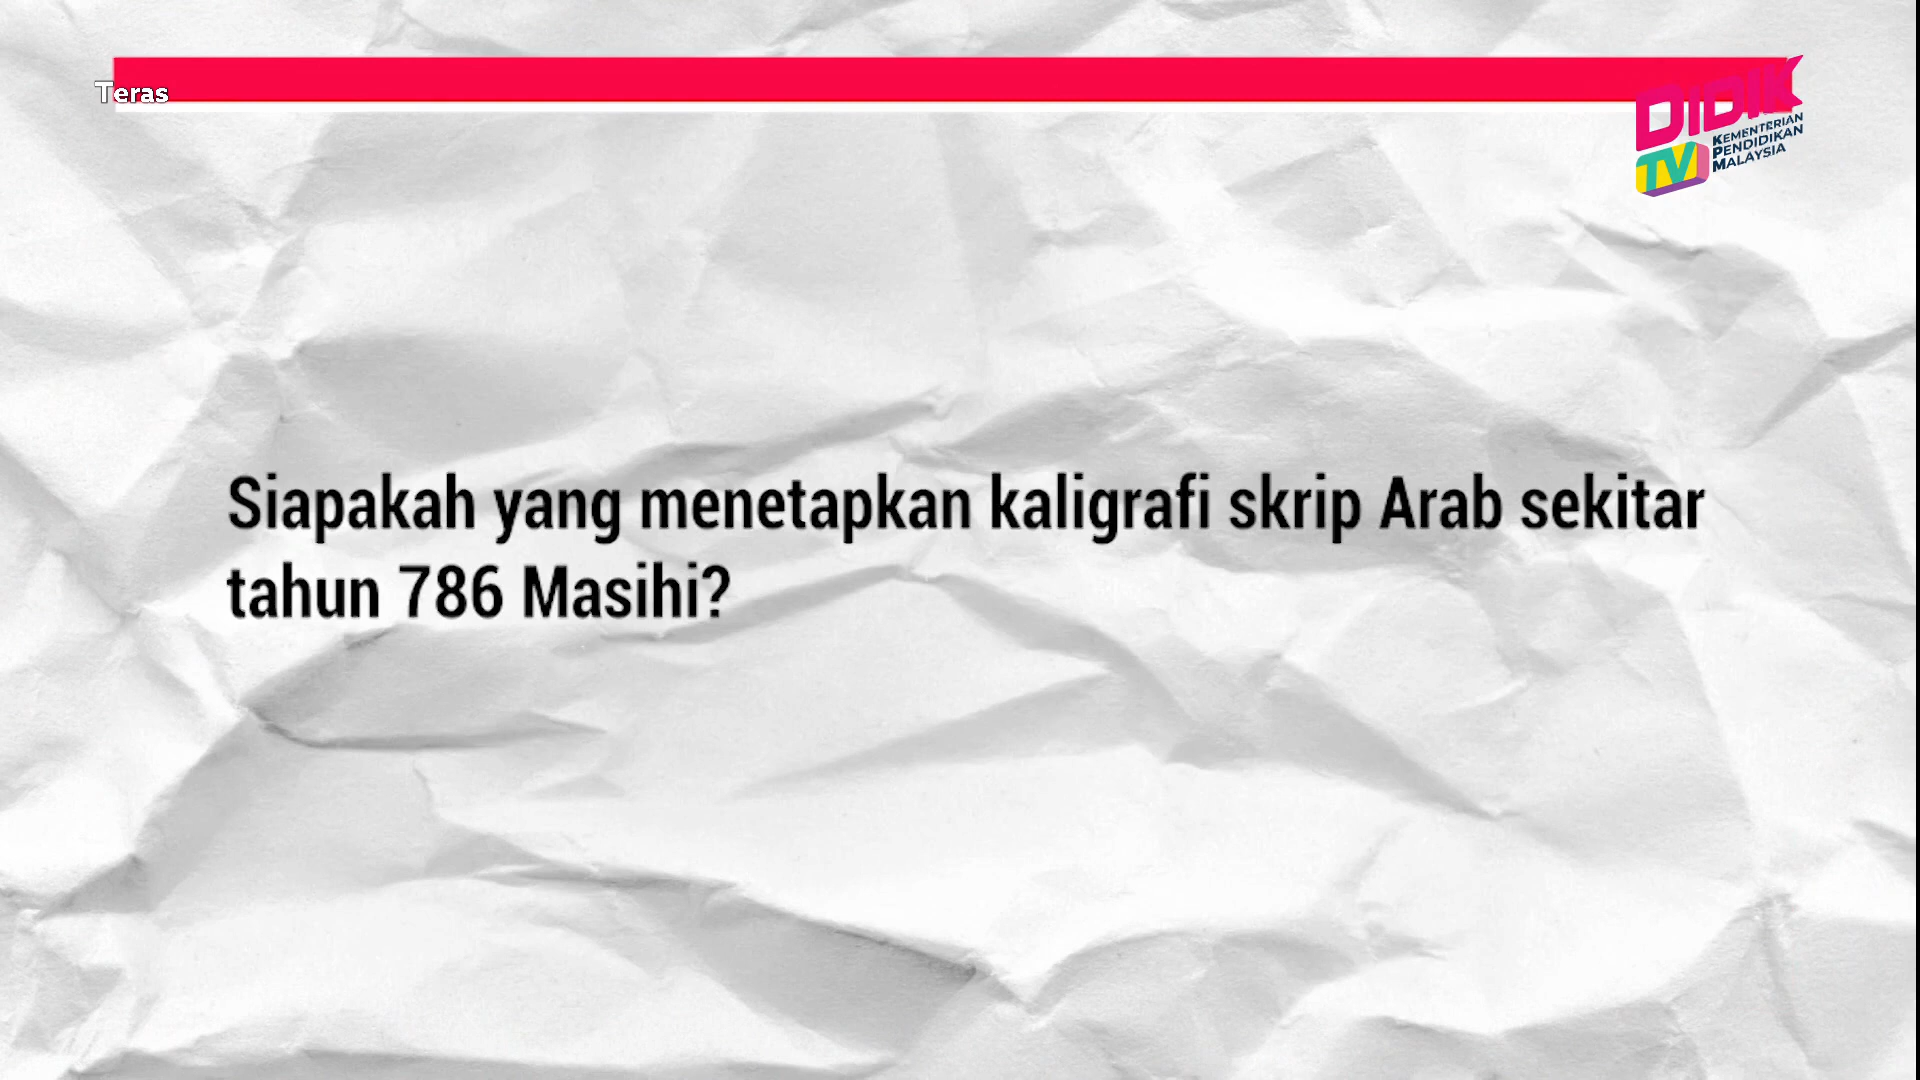 Teras
DIDIK
TV
KEMENTERIAN
PENDIDIKAN
MALAYSIA
Siapakah yang menetapkan kaligrafi skrip Arab sekitar
tahun 786 Masihi?